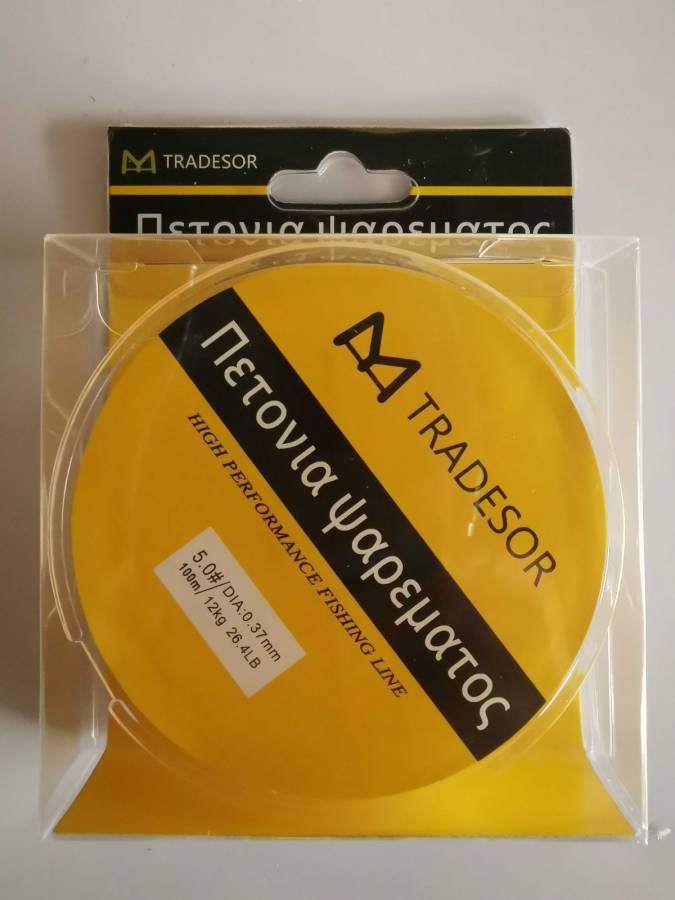 TRADESOR
Πετονια ψαρεματος
TRADESOR
Πετονια ψαρεματος
HIGH PERFORMANCE FISHING LINE
5.0#/DIA:0.37mm
100m/12kg 26.4LB